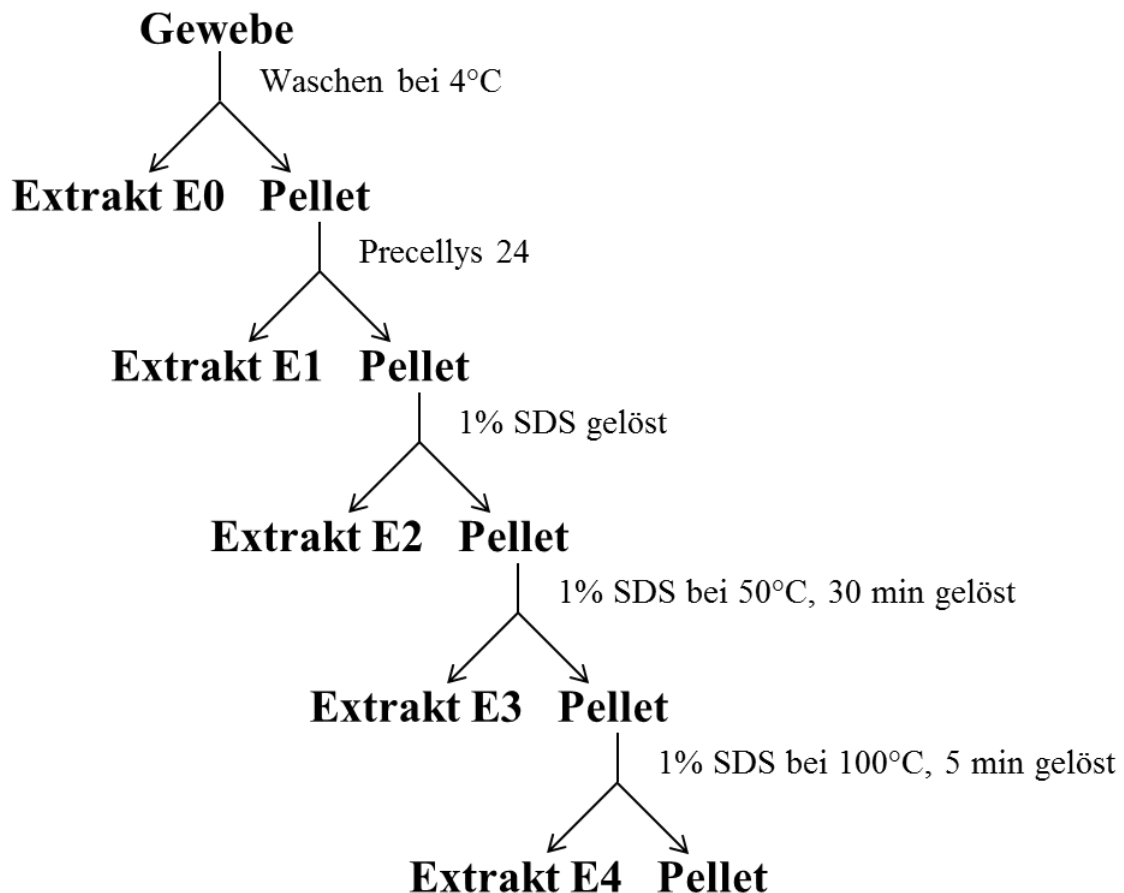 Gewebe
Waschen bei 4°C
Extrakt E0 Pellet
Precellys 24
Extrakt E1 Pellet
1% SDS gelöst
Extrakt E2 Pellet
1% SDS bei 50°C, 30 min gelöst
Extrakt E3 Pellet
1% SDS bei 100°C, 5 min gelöst
Extrakt E4 Pellet